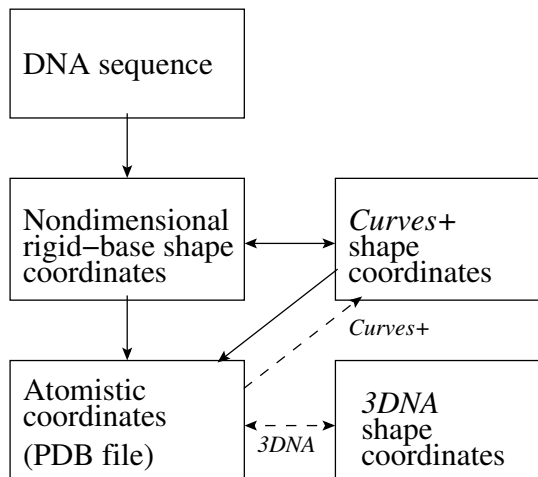 DNA sequence
Nondimensional
rigid–base shape
coordinates
Curves+
shape
coordinates
Curves+
Atomistic
coordinates
(PDB file)
3DNA
3DNA
shape
coordinates